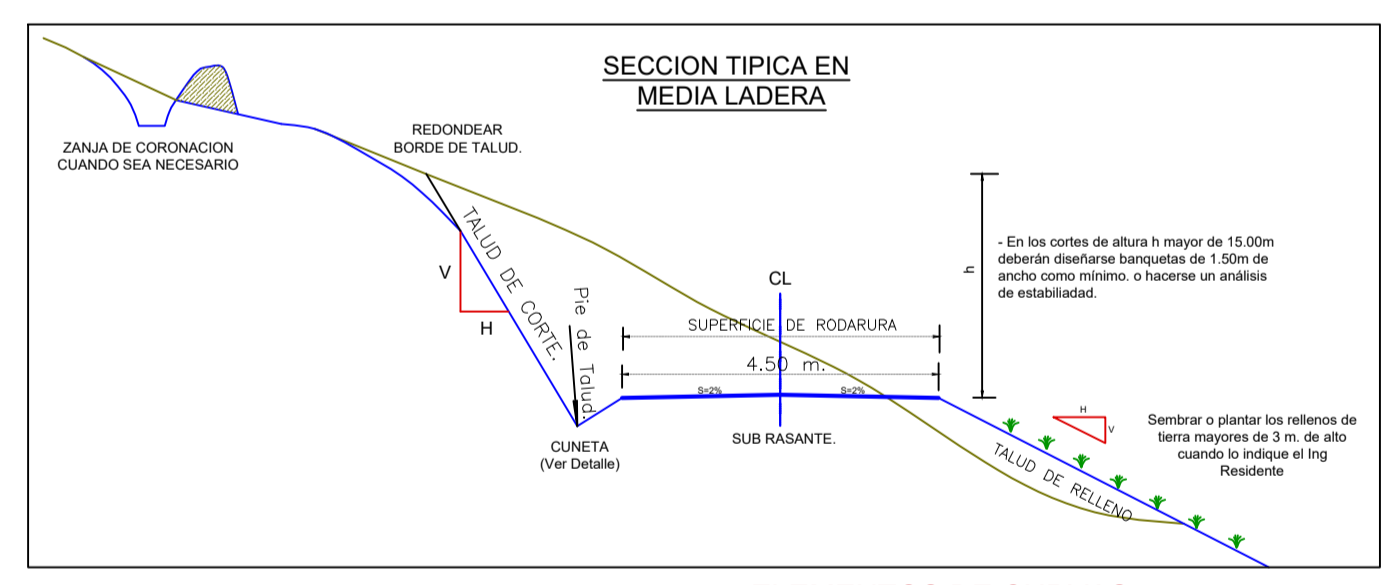 SECCION TIPICA EN
MEDIA LADERA
ZANJA DE CORONACION
CUANDO SEA NECESARIO
REDONDEAR
BORDE DE TALUD.
TALUD DE CORTE.
V
H
Pie de Talud.
CUNETA
(Ver Detalle)
CL
SUPERFICIE DE RODARURA
4.50 m.
S=2%
S=2%
SUB RASANTE.
h
- En los cortes de altura h mayor de 15.00m
deberán diseñarse banquetas de 1.50m de
ancho como mínimo. o hacerse un análisis
de estabiliadad.
H
V
TALUD DE RELLENO
Sembrar o plantar los rellenos de
tierra mayores de 3 m. de alto
cuando lo indique el Ing
Residente